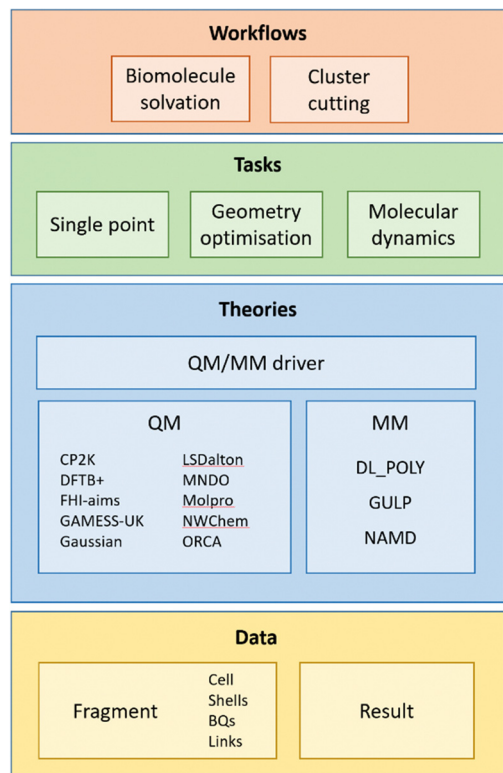 Workflows
Biomolecule
solvation
Cluster
cutting
Tasks
Single point
Geometry
optimisation
Molecular
dynamics
Theories
QM/MM driver
QM
CP2K
DFTB+
FHI-aims
GAMESS-UK
Gaussian
LSDalton
MNDO
Molpro
NWChem
ORCA
MM
DL_POLY
GULP
NAMD
Data
Fragment
Cell
Shells
BQs
Links
Result